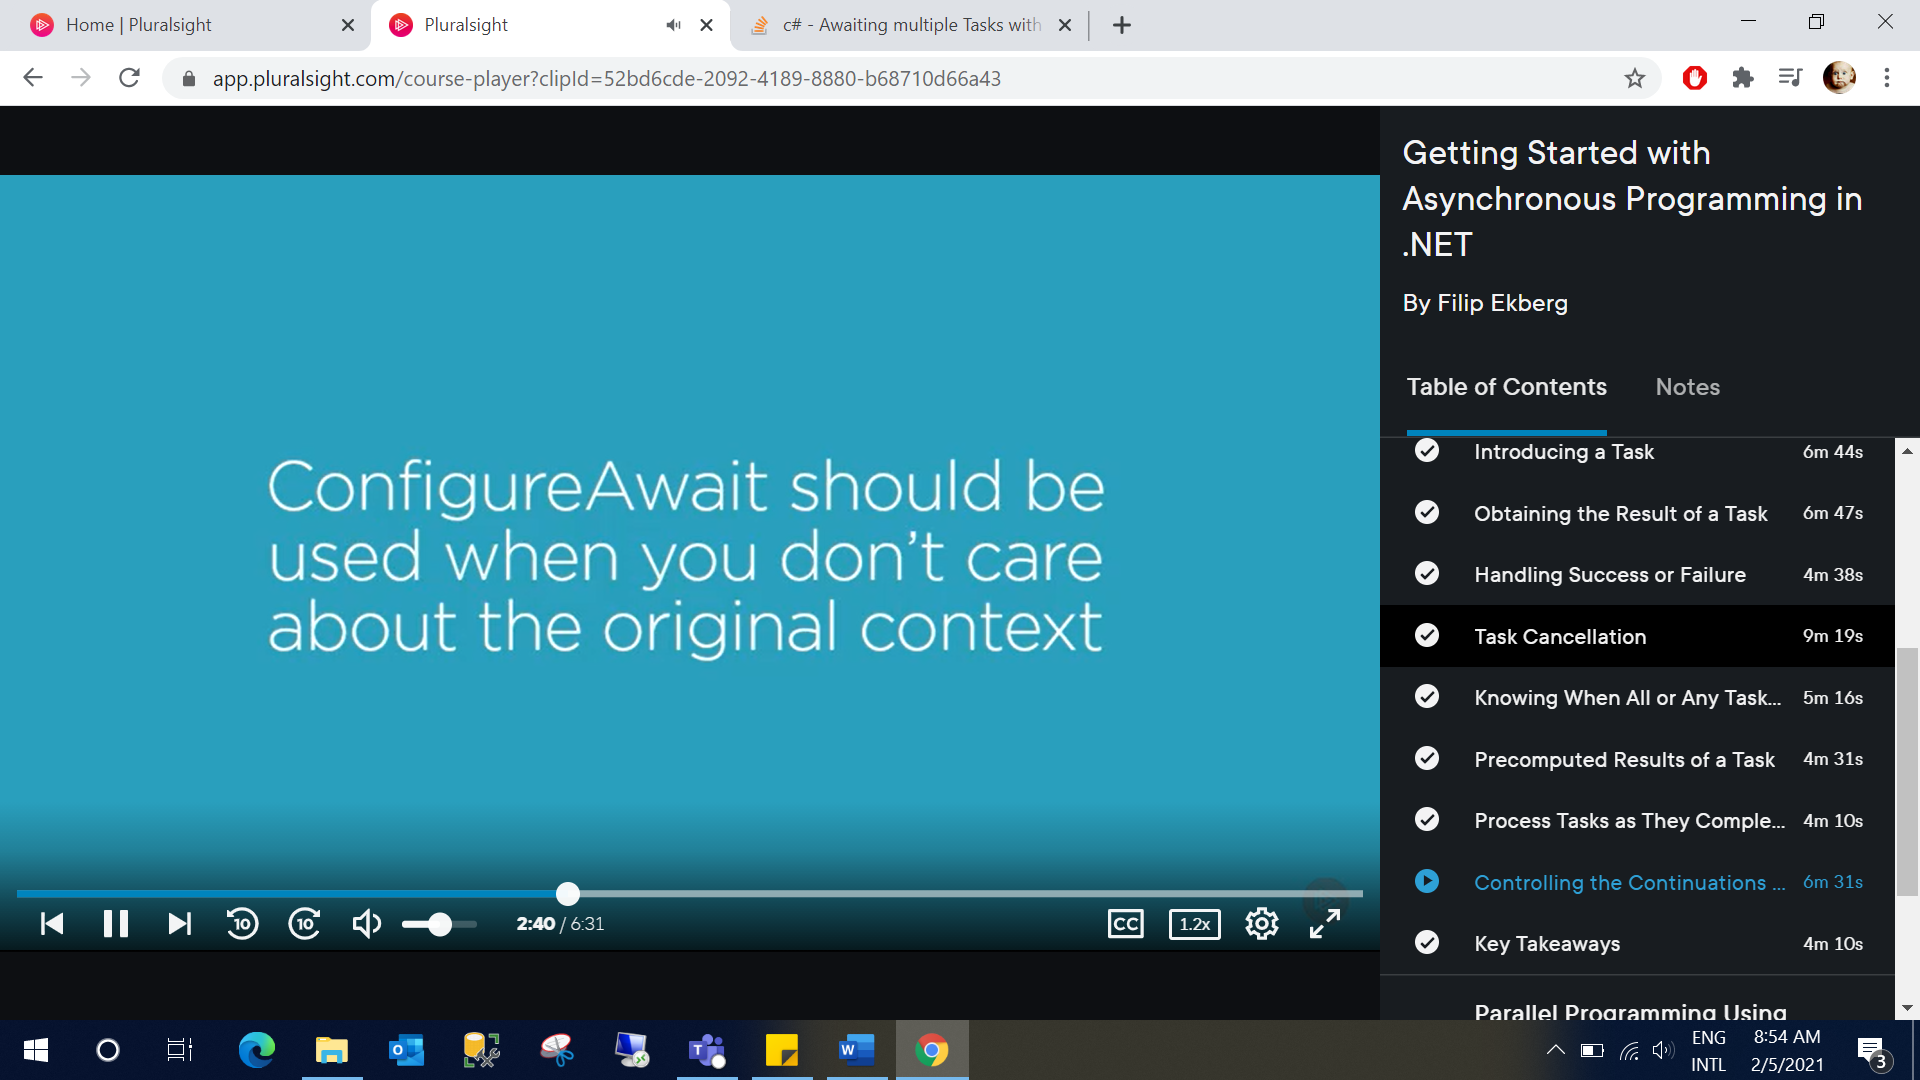 Home | Pluralsight
Pluralsight
c# - Awaiting multiple Tasks with
app.pluralsight.com/course-player?clipId=52bd6cde-2092-4189-8880-b68710d66a43
ConfigureAwait should be
used when you don't care
about the original context
10
10
2:40 / 6:31
CC
1.2x
Getting Started with
Asynchronous Programming in
.NET
By Filip Ekberg
Table of Contents
Notes
Introducing a Task 6m 44s
Obtaining the Result of a Task 6m 47s
Handling Success or Failure 4m 38s
Task Cancellation 9m 19s
Knowing When All or Any Task... 5m 16s
Precomputed Results of a Task 4m 31s
Process Tasks as They Comple... 4m 10s
Controlling the Continuations ... 6m 31s
Key Takeaways 4m 10s
Parallel Programming Using
ENG
INTL
8:54 AM
2/5/2021
3